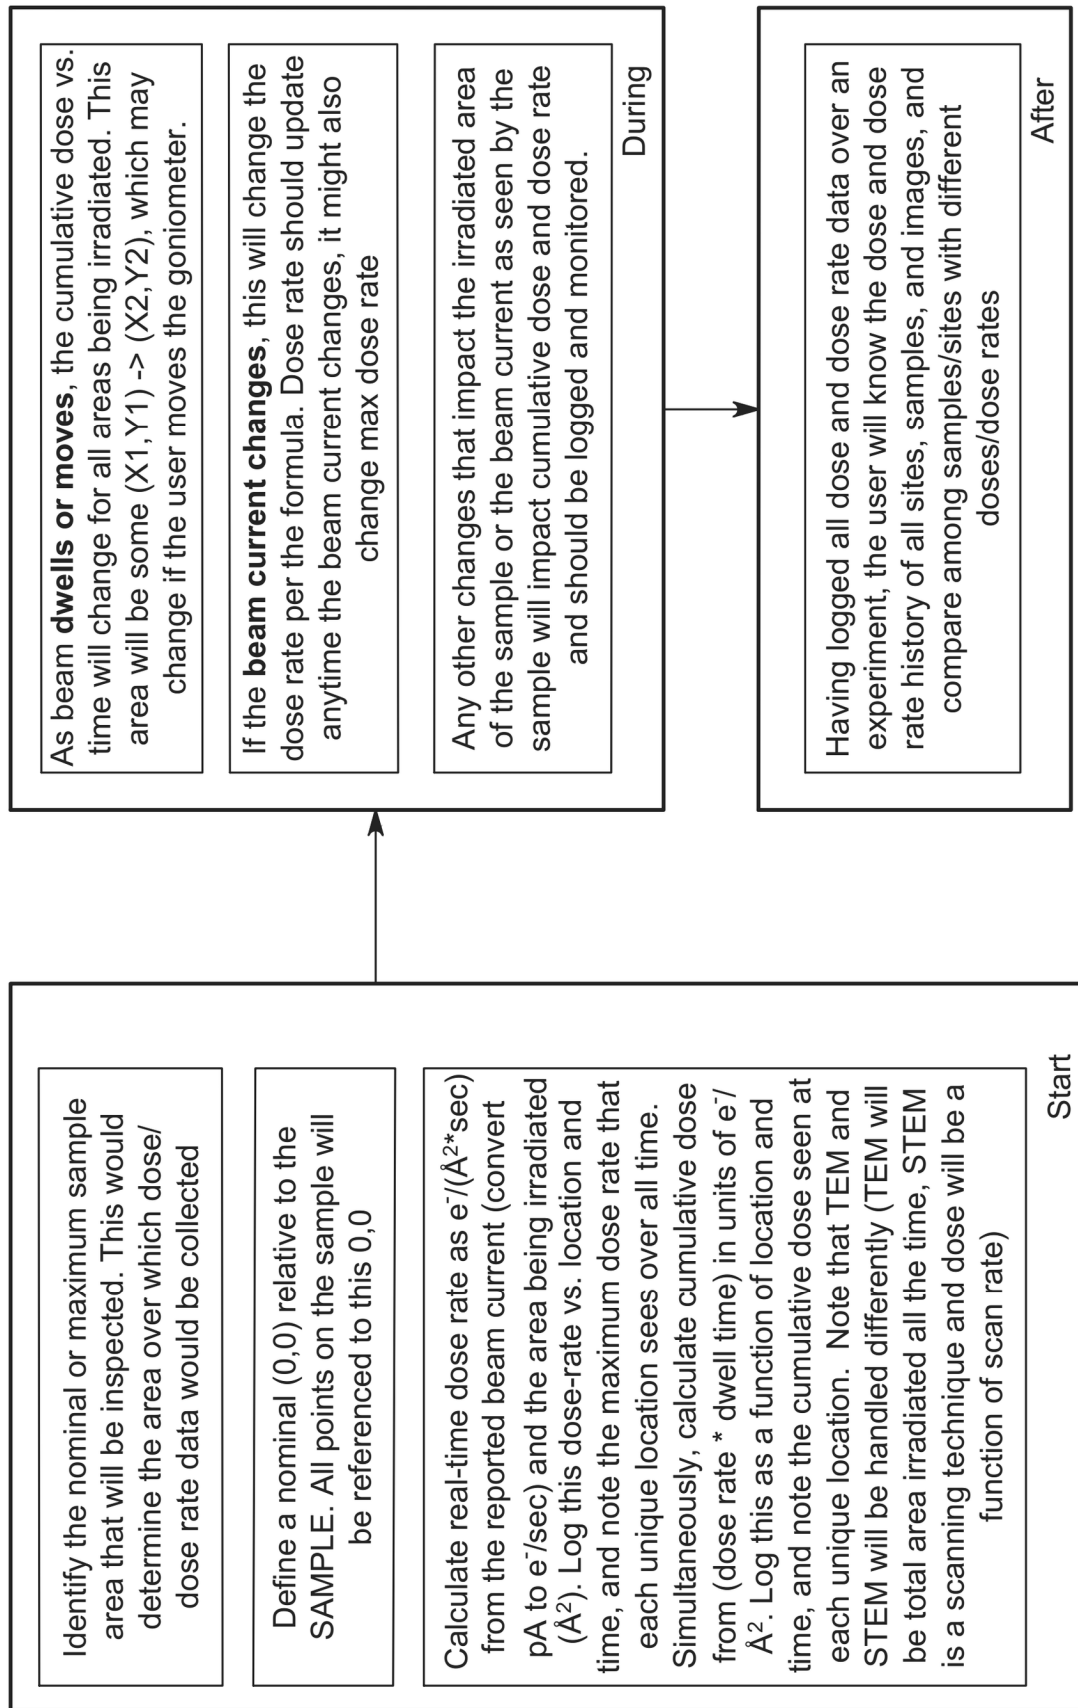 Identify the nominal or maximum sample
area that will be inspected. This would
determine the area over which dose/
dose rate data would be collected
Define a nominal (0,0) relative to the
SAMPLE. All points on the sample will
be referenced to this 0,0
Calculate real-time dose rate as e⁻/(Å²*sec)
from the reported beam current (convert
pA to e⁻/sec) and the area being irradiated
(Å²). Log this dose-rate vs. location and
time, and note the maximum dose rate that
each unique location sees over all time.
Simultaneously, calculate cumulative dose
from (dose rate * dwell time) in units of e⁻/
Å². Log this as a function of location and
time, and note the cumulative dose seen at
each unique location. Note that TEM and
STEM will be handled differently (TEM will
be total area irradiated all the time, STEM
is a scanning technique and dose will be a
function of scan rate)
Start
As beam dwells or moves, the cumulative dose vs.
time will change for all areas being irradiated. This
area will be some (X1,Y1) -> (X2,Y2), which may
change if the user moves the goniometer.
If the beam current changes, this will change the
dose rate per the formula. Dose rate should update
anytime the beam current changes, it might also
change max dose rate
Any other changes that impact the irradiated area
of the sample or the beam current as seen by the
sample will impact cumulative dose and dose rate
and should be logged and monitored.
During
Having logged all dose and dose rate data over an
experiment, the user will know the dose and dose
rate history of all sites, samples, and images, and
compare among samples/sites with different
doses/dose rates
After